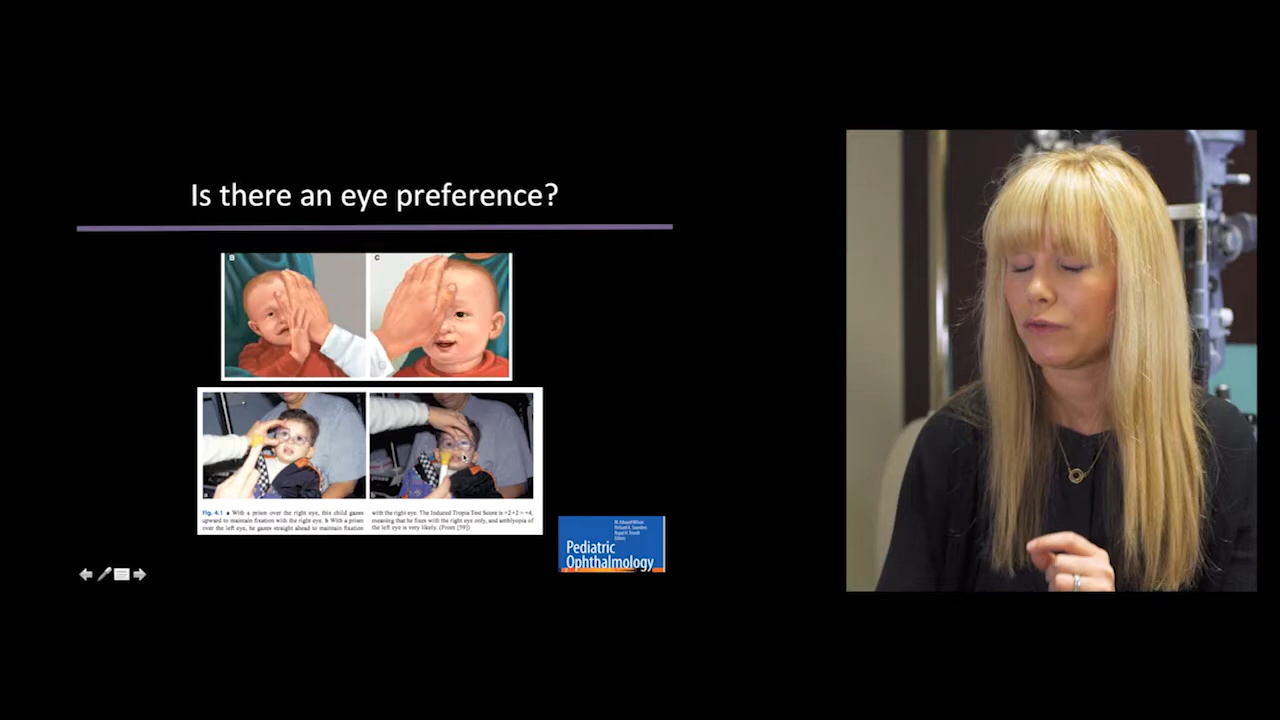 Is there an eye preference?
B
C
Fig. 4.1 a With a prism over the right eye, this child gazes
upward to maintain fixation with the right eye. b With a prism
over the left eye, he gazes straight ahead to maintain fixation
with the right eye. The Induced Tropia Test Score is +2 +2 = +4,
meaning that he fixes with the right eye only, and amblyopia of
the left eye is very likely. (From [59])
Pediatric
Ophthalmology